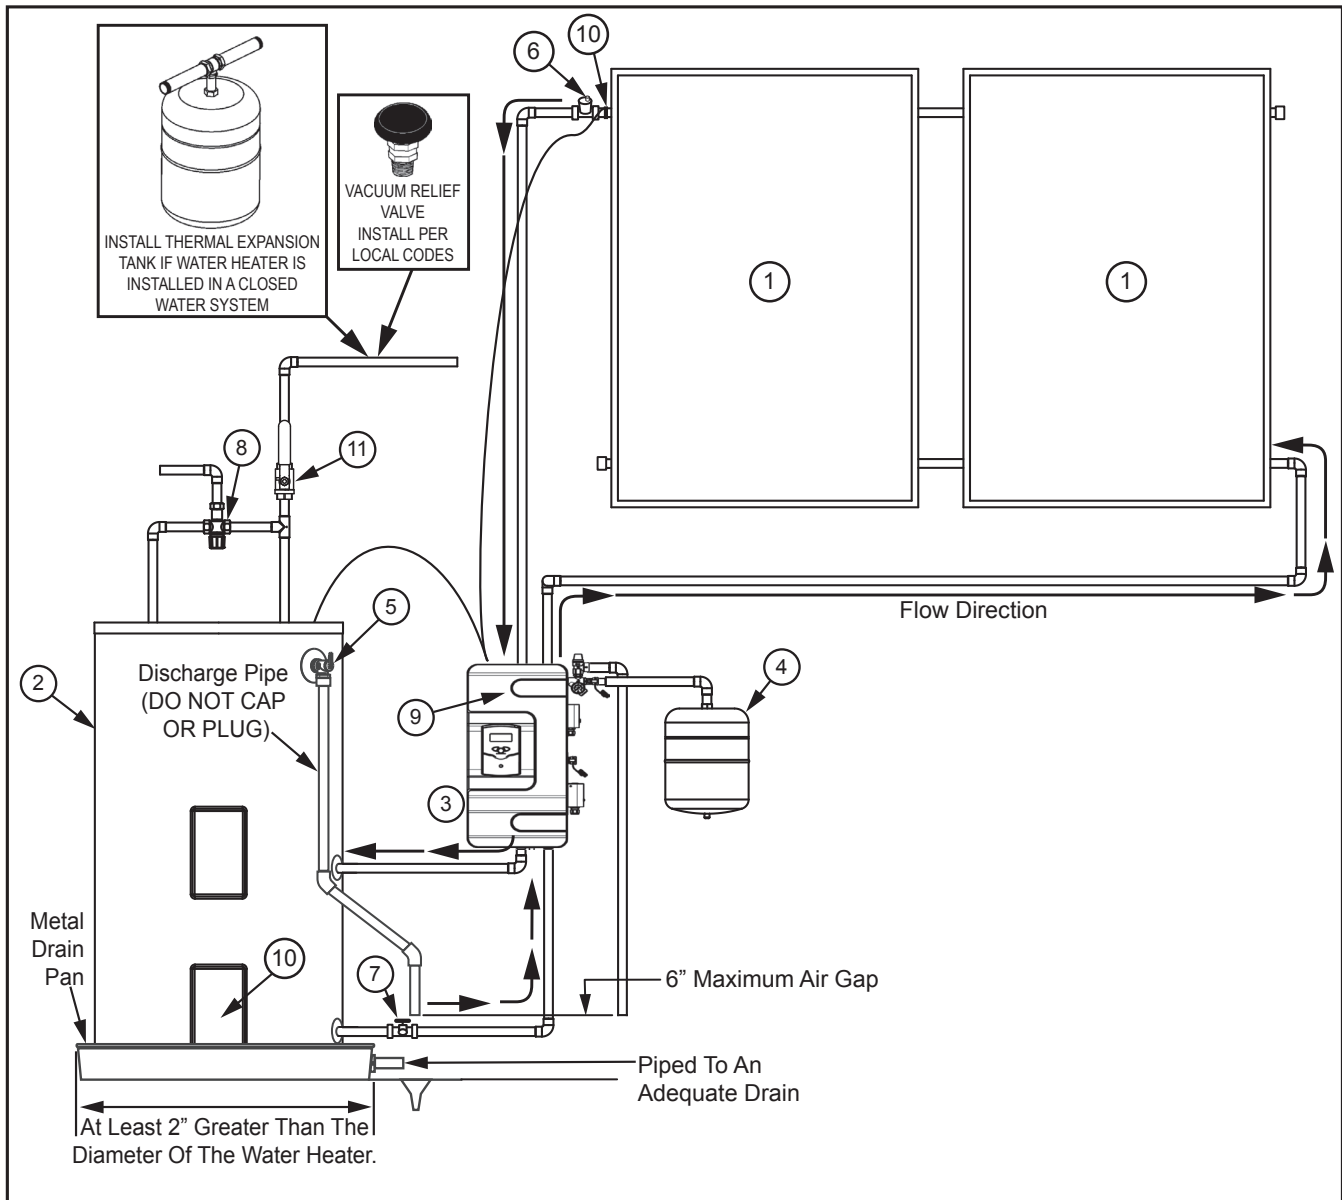 6
10
INSTALL THERMAL EXPANSION
TANK IF WATER HEATER IS
INSTALLED IN A CLOSED
WATER SYSTEM
VACUUM RELIEF
VALVE
INSTALL PER
LOCAL CODES
1
1
8
11
5
Flow Direction
2
Discharge Pipe
(DO NOT CAP
OR PLUG)
9
4
3
Metal
Drain
Pan
10
7
6” Maximum Air Gap
Piped To An
Adequate Drain
At Least 2” Greater Than The
Diameter Of The Water Heater.